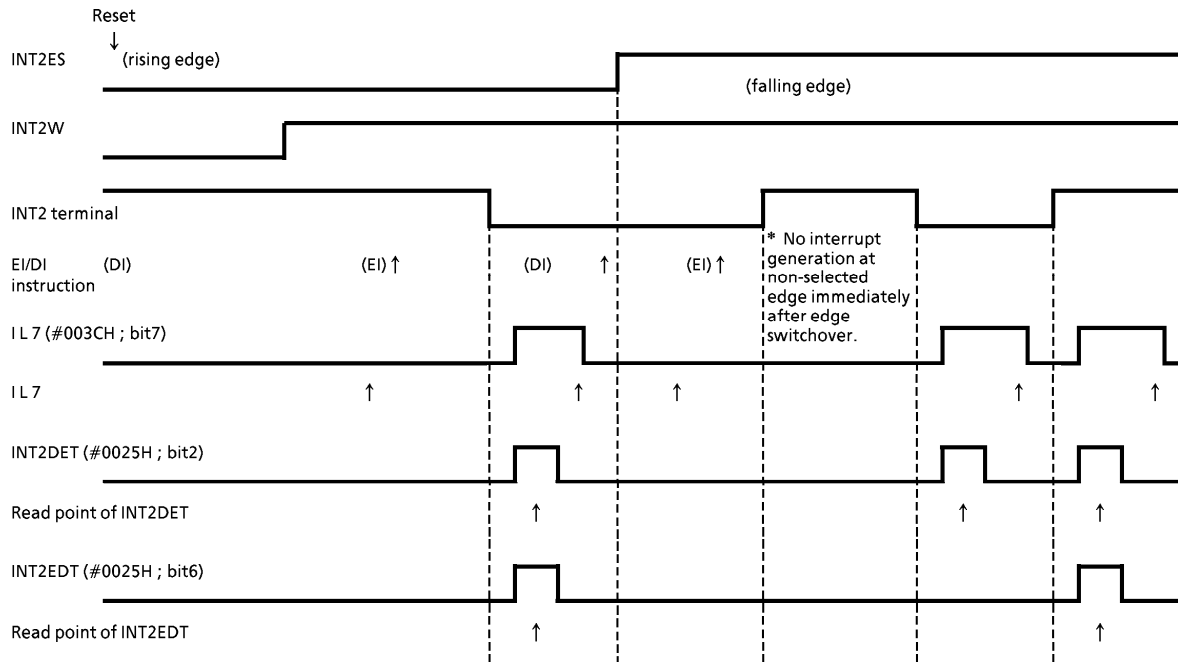 Reset
↓
INT2ES (rising edge)
(falling edge)
INT2W
INT2 terminal
EI/DI (DI) (EI)↑ (DI) ↑ (EI)↑
instruction
* No interrupt
generation at
non-selected
edge immediately
after edge
switchover.
I L 7 (#003CH ; bit7)
I L 7 ↑ ↑ ↑ ↑ ↑
INT2DET (#0025H ; bit2)
Read point of INT2DET ↑ ↑ ↑
INT2EDT (#0025H ; bit6)
Read point of INT2EDT ↑ ↑